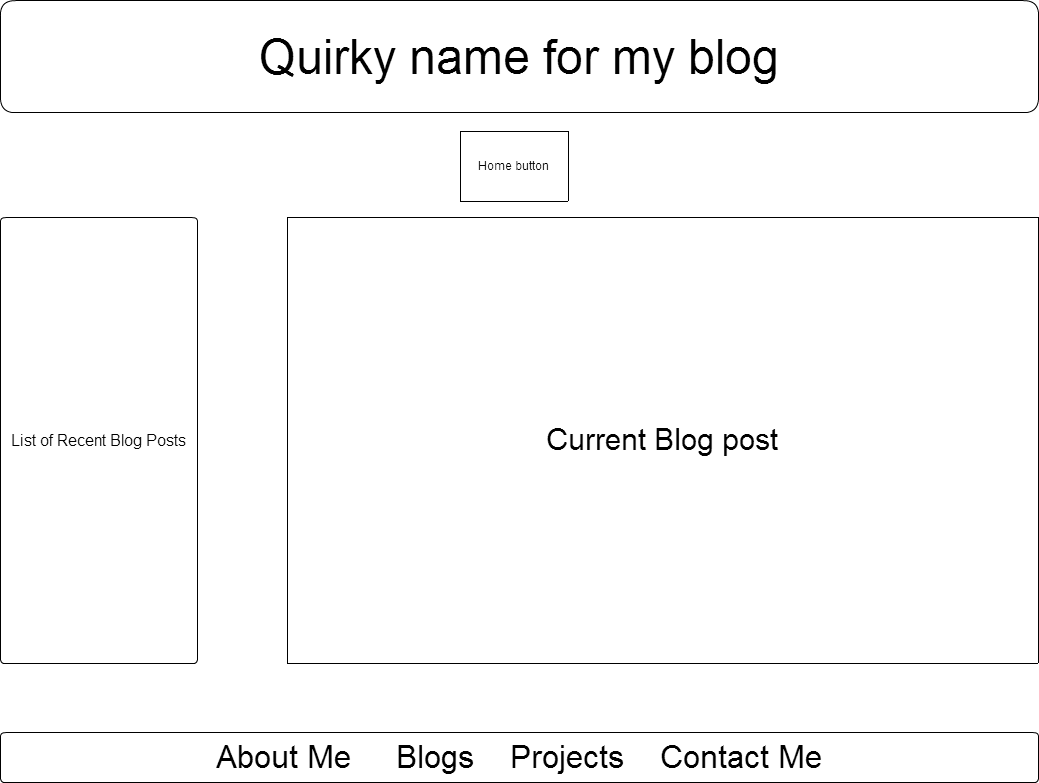 Quirky name for my blog
Home button
List of Recent Blog Posts
Current Blog post
About Me Blogs Projects Contact Me